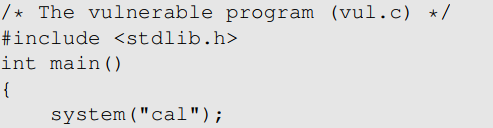 /* The vulnerable program (vul.c) */
#include <stdlib.h>
int main()
{
    system("cal");